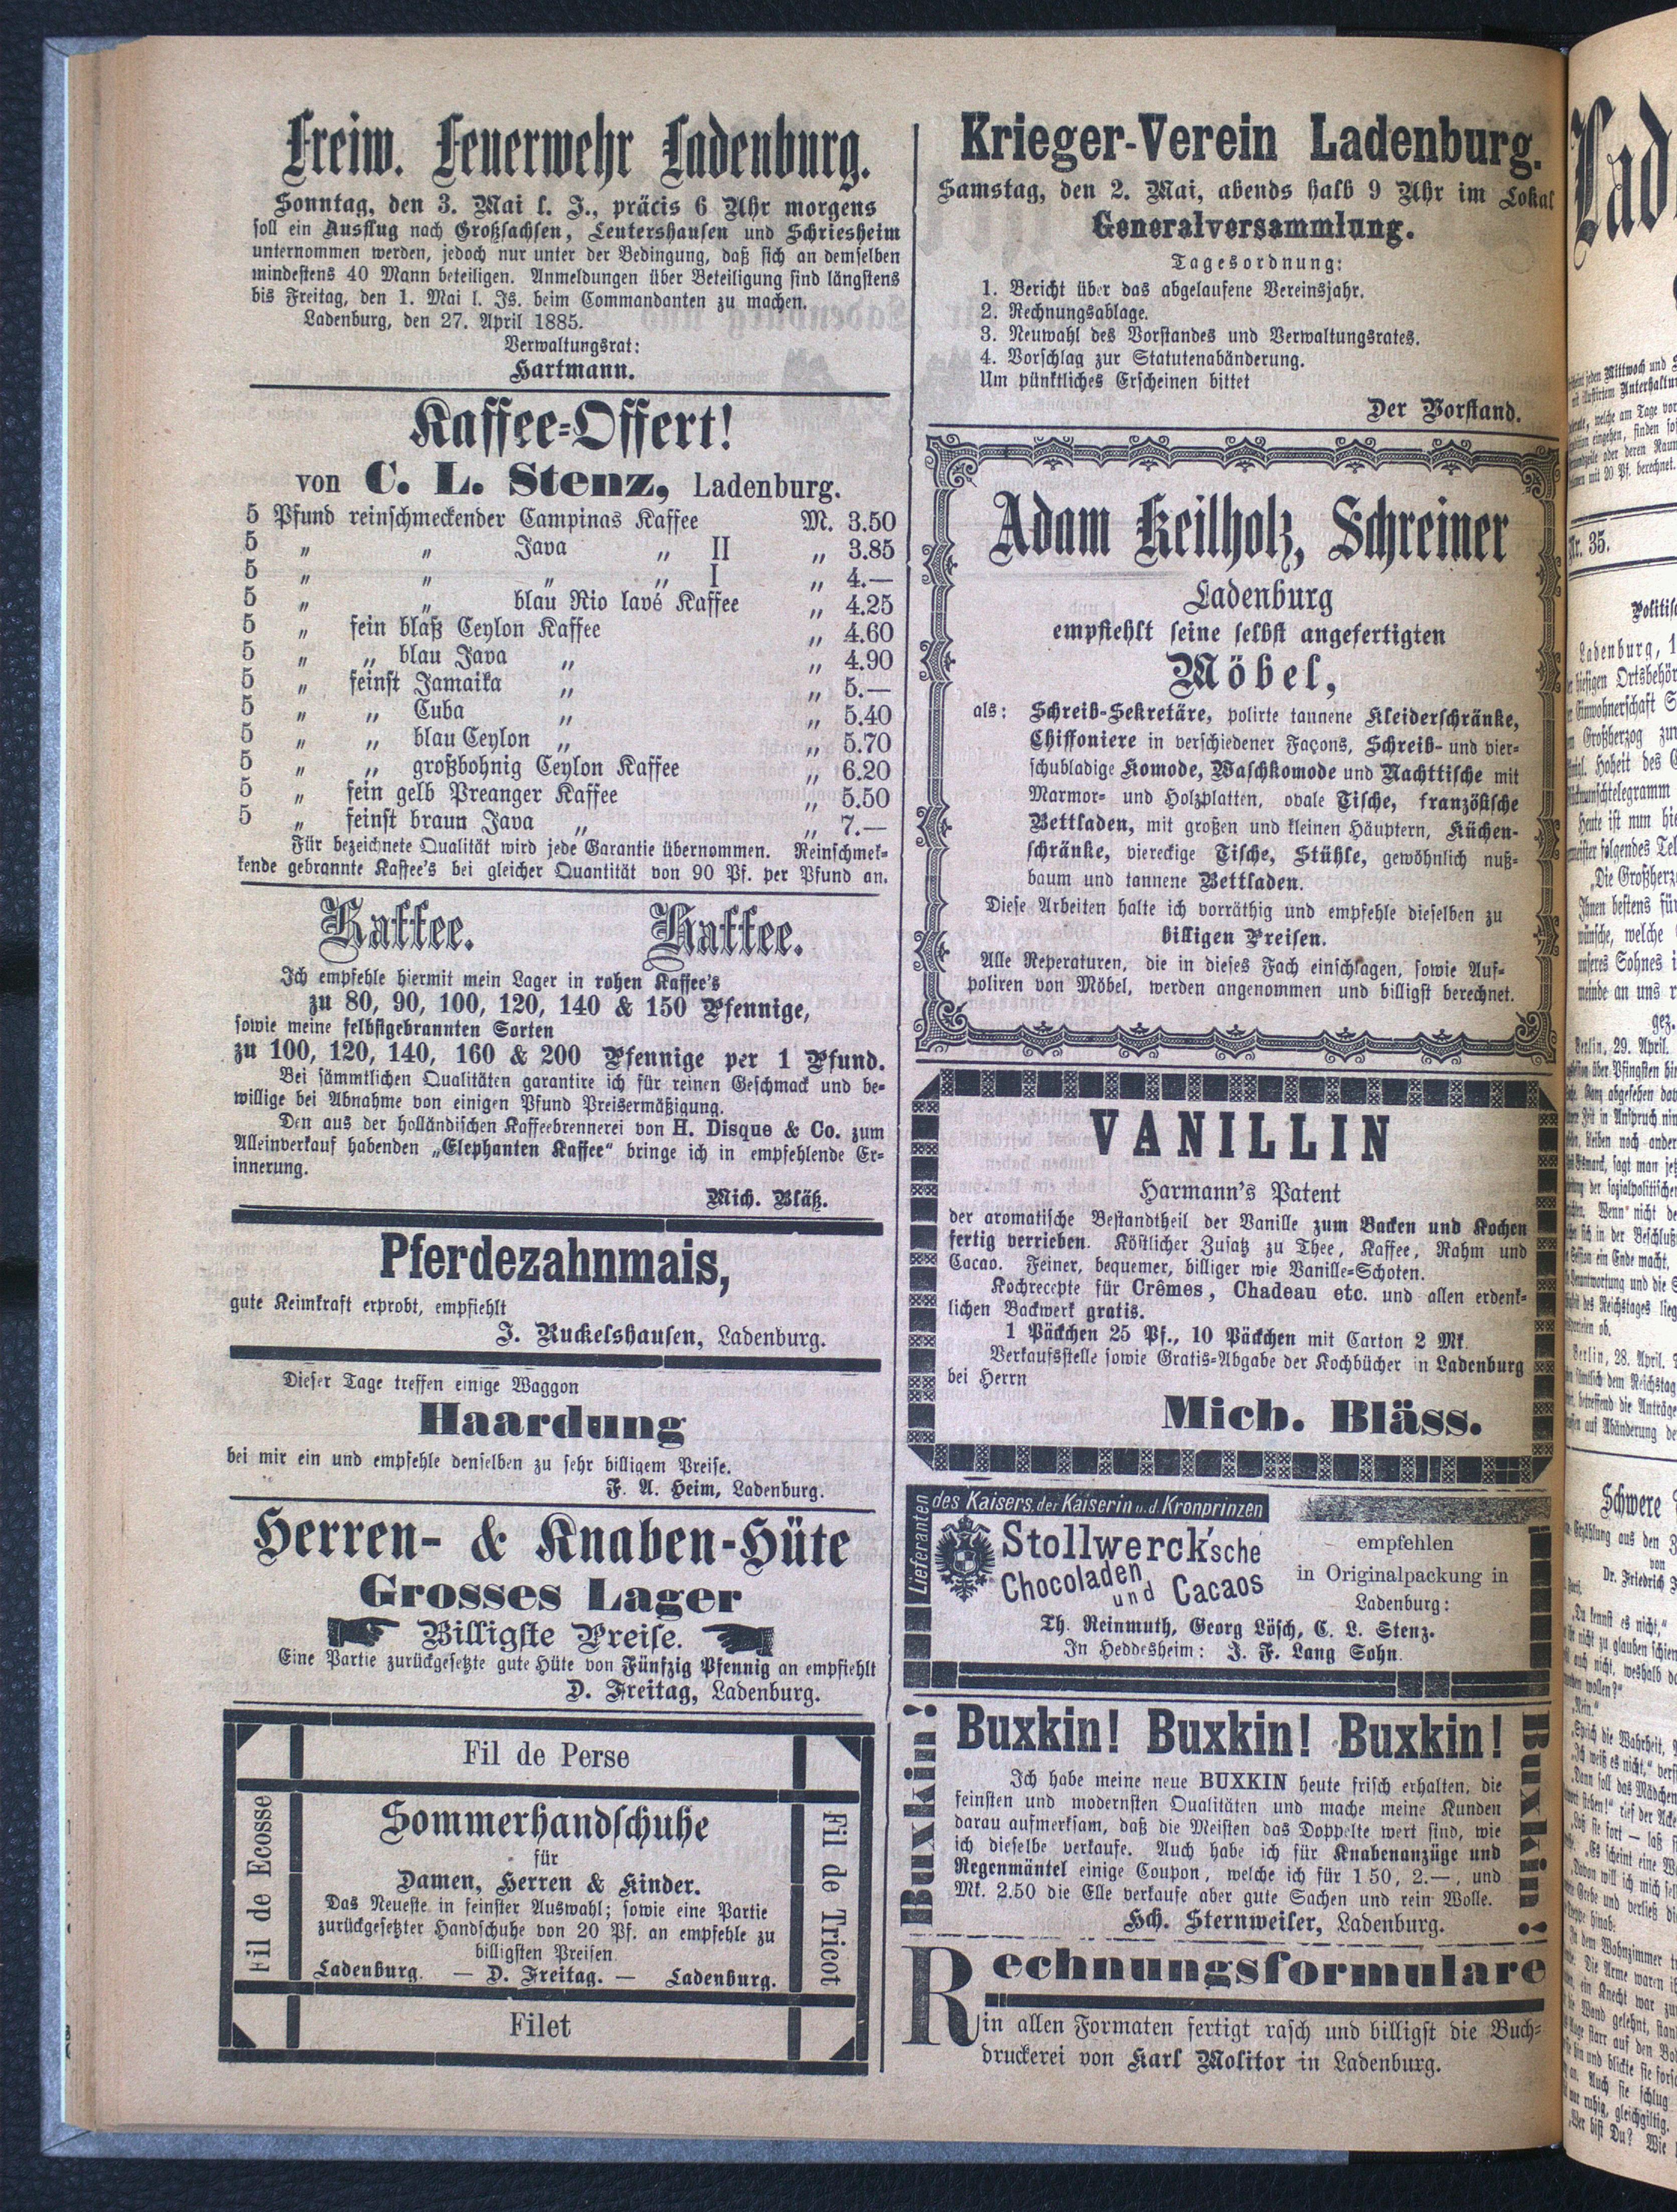 Freiw. Feuerwehr Ladenburg.
Sonntag, den 3. Mai l. J., präcis 6 Uhr morgens
soll ein Ausflug nach Großsachsen, Leutershausen und Schriesheim
unternommen werden, jedoch nur unter der Bedingung, daß sich an demselben
mindestens 40 Mann beteiligen. Anmeldungen über Beteiligung sind längstens
bis Freitag, den 1. Mai l. Js. beim Commandanten zu machen.
Ladenburg, den 27. April 1885.
Verwaltungsrat:
Hartmann.
Kaffee-Offert!
von C. L. Stenz, Ladenburg.
5 Pfund reinschmeckender Campinas Kaffee M. 3.50
5 " " Java " II " 3.85
5 " " " " I " 4.—
5 " " blau Rio lavé Kaffee " 4.25
5 " fein blaß Ceylon Kaffee " 4.60
5 " " blau Java " " 4.90
5 " feinst Jamaika " " 5.—
5 " " Cuba " " 5.40
5 " " blau Ceylon " " 5.70
5 " " großbohnig Ceylon Kaffee " 6.20
5 " fein gelb Preanger Kaffee " 5.50
5 " feinst braun Java " " 7.—
Für bezeichnete Qualität wird jede Garantie übernommen. Reinschmek-
kende gebrannte Kaffee's bei gleicher Quantität von 90 Pf. per Pfund an.
Kaffee. Kaffee.
Ich empfehle hiermit mein Lager in rohen Kaffee's
zu 80, 90, 100, 120, 140 & 150 Pfennige,
sowie meine selbstgebrannten Sorten
zu 100, 120, 140, 160 & 200 Pfennige per 1 Pfund.
Bei sämmtlichen Qualitäten garantire ich für reinen Geschmack und be-
willige bei Abnahme von einigen Pfund Preisermäßigung.
Den aus der holländischen Kaffeebrennerei von H. Disque & Co. zum
Alleinverkauf habenden „Elephanten Kaffee" bringe ich in empfehlende Er-
innerung.
Mich. Bläß.
Pferdezahnmais,
gute Keimkraft erprobt, empfiehlt
J. Ruckelshausen, Ladenburg.
Dieser Tage treffen einige Waggon
Haardung
bei mir ein und empfehle denselben zu sehr billigem Preise.
F. A. Heim, Ladenburg.
Herren- & Knaben-Hüte
Grosses Lager
Billigste Preise.
Eine Partie zurückgesetzte gute Hüte von Fünfzig Pfennig an empfiehlt
D. Freitag, Ladenburg.
Fil de Perse
Fil de Ecosse
Sommerhandschuhe
für
Damen, Herren & Kinder.
Das Neueste in feinster Auswahl; sowie eine Partie
zurückgesetzter Handschuhe von 20 Pf. an empfehle zu
billigsten Preisen.
Ladenburg. — D. Freitag. — Ladenburg.
Fil de Tricot
Filet
Krieger-Verein Ladenburg.
Samstag, den 2. Mai, abends halb 9 Uhr im Lokal
Generalversammlung.
Tagesordnung:
1. Bericht über das abgelaufene Vereinsjahr.
2. Rechnungsablage.
3. Neuwahl des Vorstandes und Verwaltungsrates.
4. Vorschlag zur Statutenabänderung.
Um pünktliches Erscheinen bittet
Der Vorstand.
Adam Keilholz, Schreiner
Ladenburg
empfiehlt seine selbst angefertigten
Möbel,
als: Schreib-Sekretäre, polirte tannene Kleiderschränke,
Chiffoniere in verschiedener Façons, Schreib- und vier-
schubladige Komode, Waschkomode und Nachttische mit
Marmor- und Holzplatten, ovale Tische, französische
Bettladen, mit großen und kleinen Häuptern, Küchen-
schränke, viereckige Tische, Stühle, gewöhnlich nuß-
baum und tannene Bettladen.
Diese Arbeiten halte ich vorräthig und empfehle dieselben zu
billigen Preisen.
Alle Reperaturen, die in dieses Fach einschlagen, sowie Auf-
poliren von Möbel, werden angenommen und billigst berechnet.
VANILLIN
Harmann's Patent
der aromatische Bestandtheil der Vanille zum Backen und Kochen
fertig verrieben. Köstlicher Zusatz zu Thee, Kaffee, Rahm und
Cacao. Feiner, bequemer, billiger wie Vanille-Schoten.
Kochrecepte für Crêmes, Chadeau etc. und allen erdenk-
lichen Backwerk gratis.
1 Päckchen 25 Pf., 10 Päckchen mit Carton 2 Mk.
Verkaufsstelle sowie Gratis-Abgabe der Kochbücher in Ladenburg
bei Herrn
Mich. Bläss.
Lieferanten
des Kaisers, der Kaiserin u. d. Kronprinzen
Stollwerck'sche
Chocoladen
und Cacaos
empfehlen
in Originalpackung in
Ladenburg:
Th. Reinmuth, Georg Lösch, C. L. Stenz.
In Heddesheim: J. F. Lang Sohn.
Buxkin!
Buxkin! Buxkin! Buxkin!
Ich habe meine neue BUXKIN heute frisch erhalten, die
feinsten und modernsten Qualitäten und mache meine Kunden
darau aufmerksam, daß die Meisten das Doppelte wert sind, wie
ich dieselbe verkaufe. Auch habe ich für Knabenanzüge und
Regenmäntel einige Coupon, welche ich für 1 50, 2.—, und
Mk. 2.50 die Elle verkaufe aber gute Sachen und rein Wolle.
Hch. Sternweiler, Ladenburg.
Buxkin!
Rechnungsformulare
in allen Formaten fertigt rasch und billigst die Buch-
druckerei von Karl Molitor in Ladenburg.
Lad
Nr. 35.
Ladenburg, 1
Berlin, 29. April.
Berlin, 28. April.
Schwere
von
Dr. Friedrich